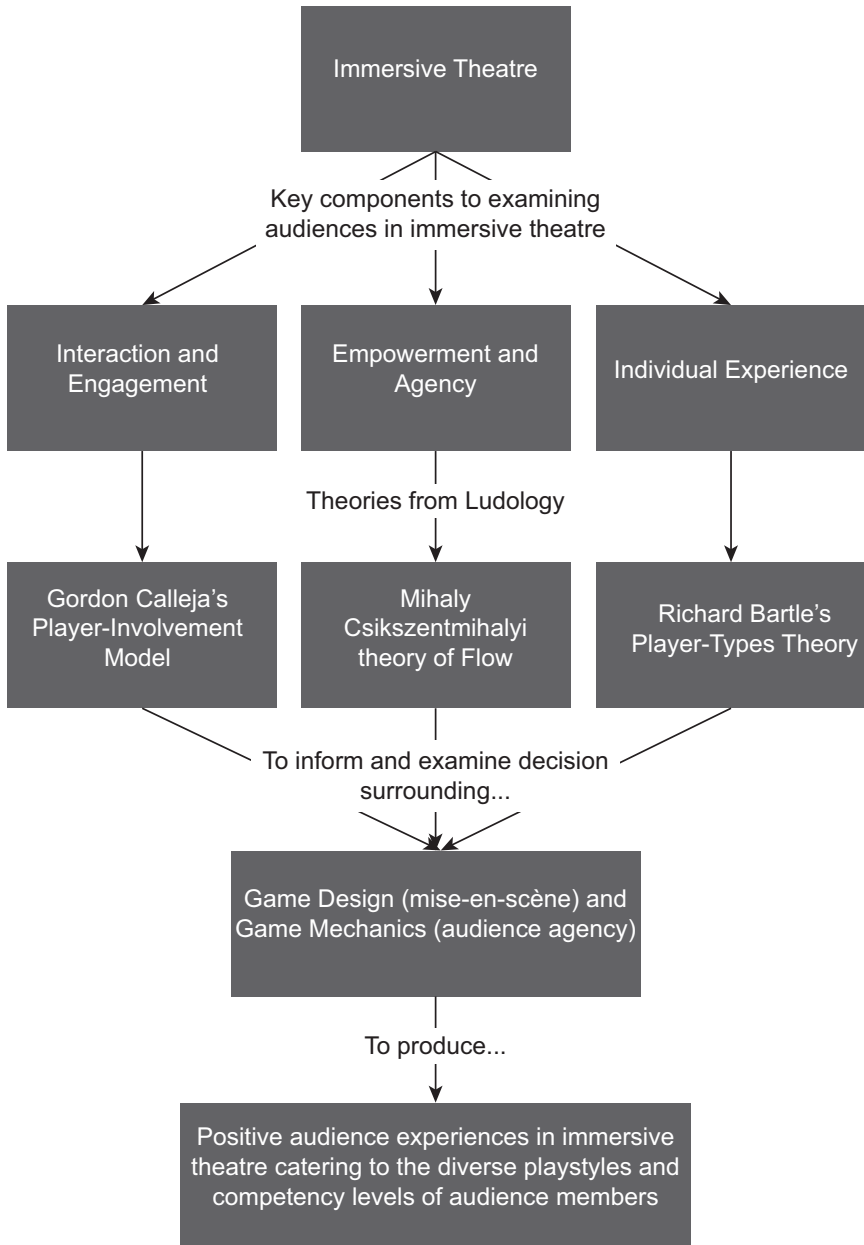 Immersive Theatre
Key components to examining
audiences in immersive theatre
Interaction and
Engagement
Empowerment and
Agency
Individual Experience
Theories from Ludology
Gordon Calleja’s
Player-Involvement
Model
Mihaly
Csikszentmihalyi
theory of Flow
Richard Bartle’s
Player-Types Theory
To inform and examine decision
surrounding...
Game Design (mise-en-scène) and
Game Mechanics (audience agency)
To produce...
Positive audience experiences in immersive
theatre catering to the diverse playstyles and
competency levels of audience members